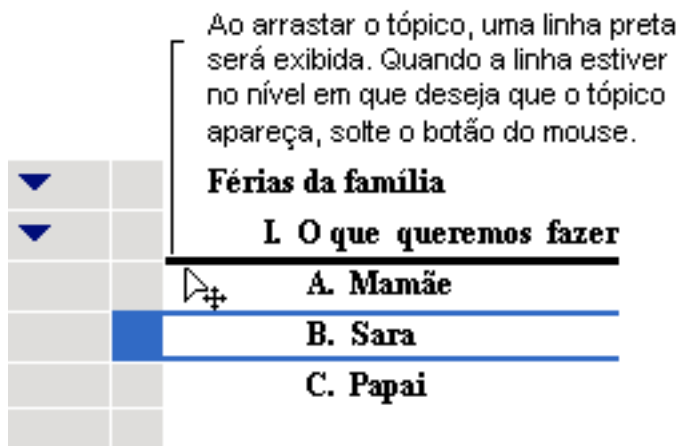 Ao arrastar o tópico, uma linha preta
será exibida. Quando a linha estiver
no nível em que deseja que o tópico
apareça, solte o botão do mouse.
Férias da família
I. O que queremos fazer
A. Mamãe
B. Sara
C. Papai